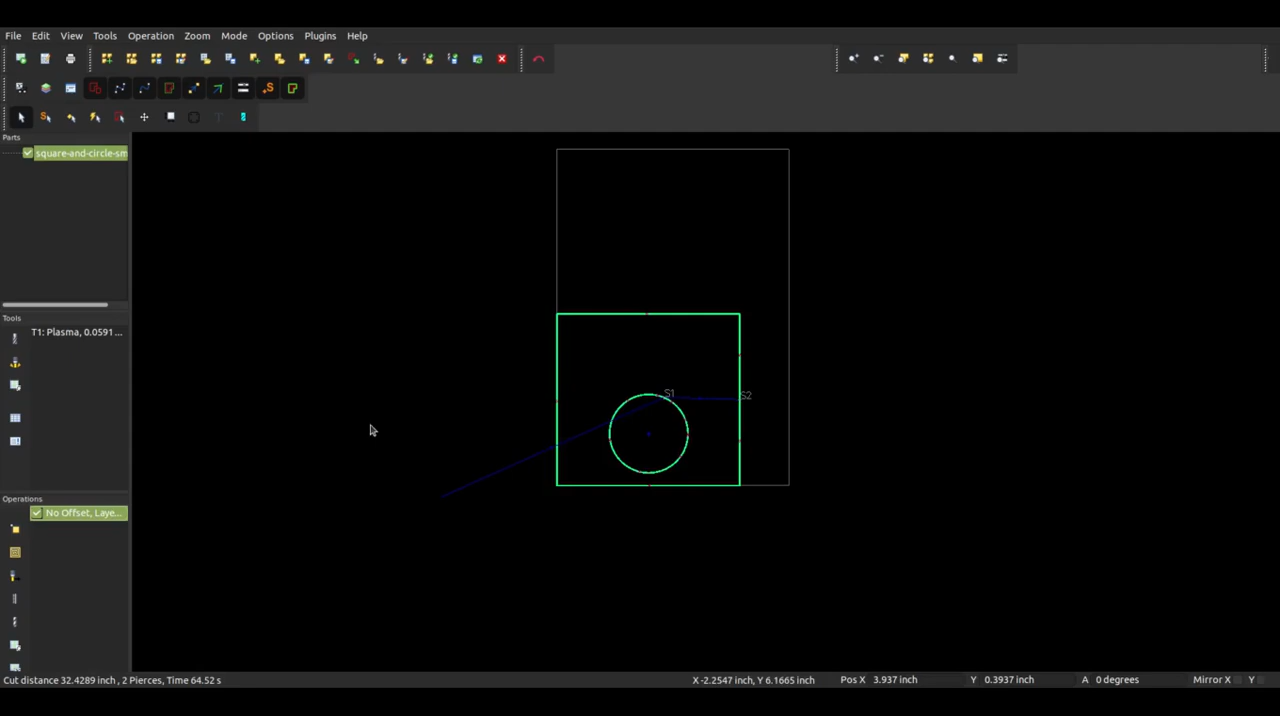 File Edit View Tools Operation Zoom Mode Options Plugins Help
Parts
square-and-circle-sm
Tools
T1: Plasma, 0.0591...
S1
S2
Operations
No Offset, Laye...
Cut distance 32.4289 inch , 2 Pierces, Time 64.52 s X -2.2547 inch, Y 6.1665 inch Pos X 3.937 inch Y 0.3937 inch A 0 degrees Mirror X Y